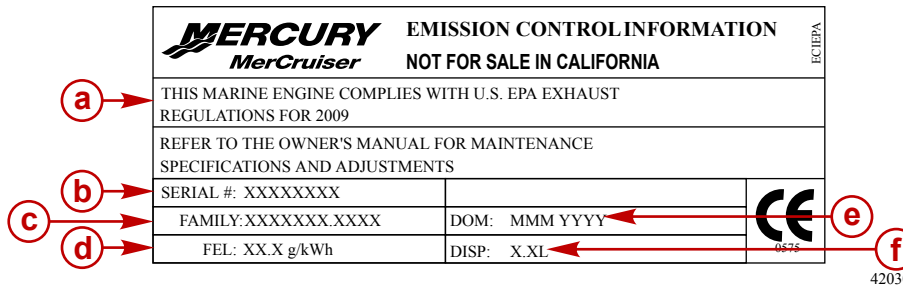 MERCURY
MerCruiser
EMISSION CONTROL INFORMATION
NOT FOR SALE IN CALIFORNIA
ECIEPA
a
THIS MARINE ENGINE COMPLIES WITH U.S. EPA EXHAUST
REGULATIONS FOR 2009
REFER TO THE OWNER'S MANUAL FOR MAINTENANCE
SPECIFICATIONS AND ADJUSTMENTS
b
SERIAL #: XXXXXXXX
c
FAMILY:XXXXXXX.XXXX
DOM: MMM YYYY
e
d
FEL: XX.X g/kWh
DISP: X.XL
CE
0575
f